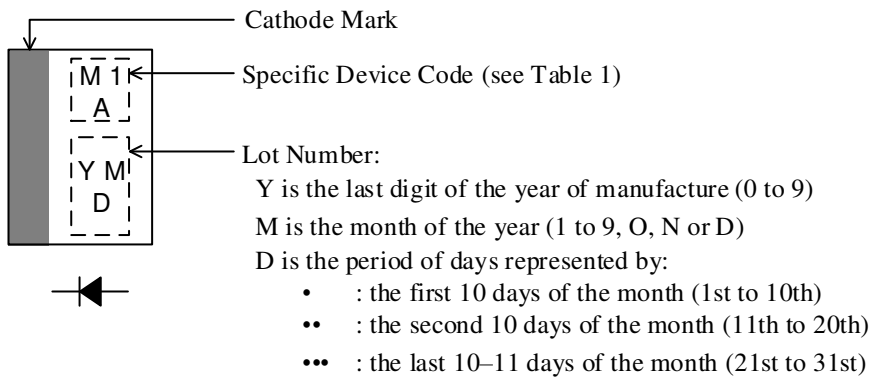 Cathode Mark
M 1
A
Specific Device Code (see Table 1)
Y M
D
Lot Number:
Y is the last digit of the year of manufacture (0 to 9)
M is the month of the year (1 to 9, O, N or D)
D is the period of days represented by:
• : the first 10 days of the month (1st to 10th)
•• : the second 10 days of the month (11th to 20th)
••• : the last 10–11 days of the month (21st to 31st)